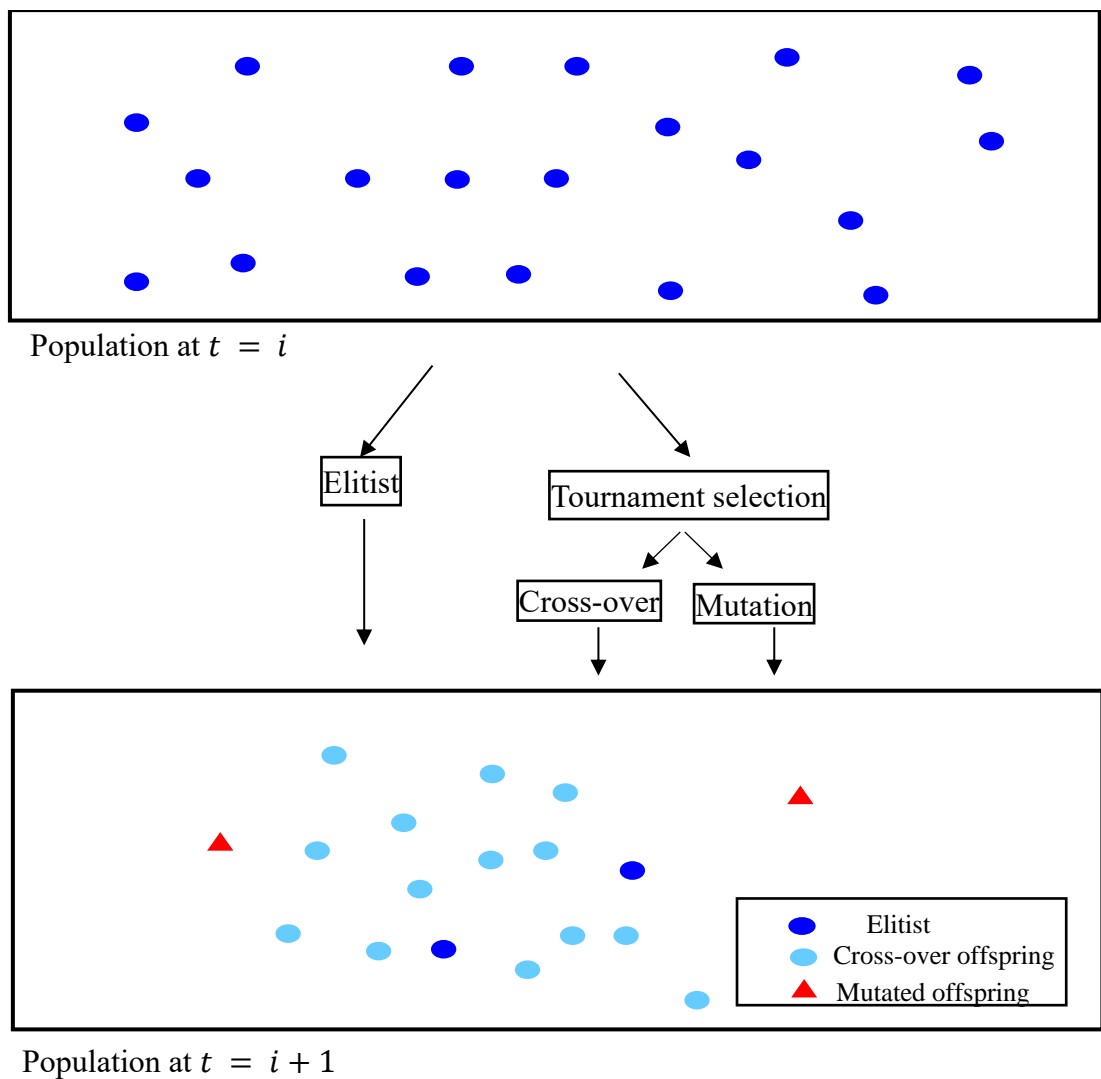 Population at t = i
Elitist
Tournament selection
Cross-over
Mutation
Elitist
Cross-over offspring
Mutated offspring
Population at t = i + 1